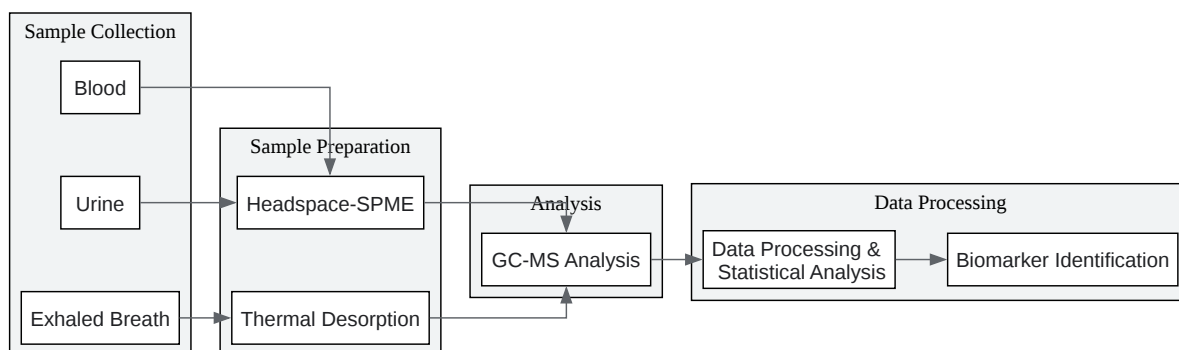 Sample Collection
Blood
Urine
Exhaled Breath
Sample Preparation
Headspace-SPME
Thermal Desorption
Analysis
GC-MS Analysis
Data Processing
Data Processing &
Statistical Analysis
Biomarker Identification